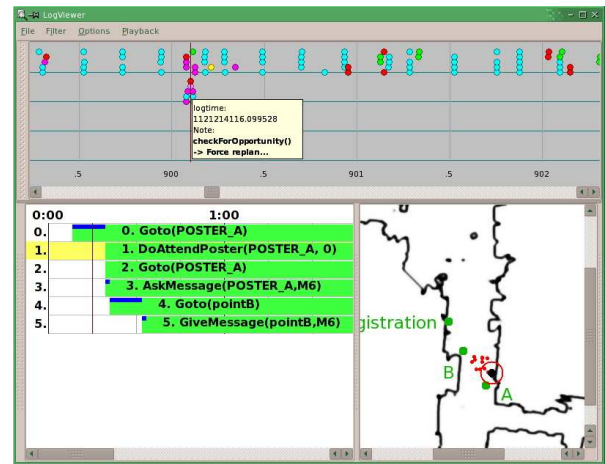 LogViewer
File Filter Options Playback
logtime:
1121214116.099528
Note:
checkForOpportunity()
-> Force replan...
.5 900 .5 901 .5 902
0:00 1:00
0. 0. Goto(POSTER_A)
1. 1. DoAttendPoster(POSTER_A, 0)
2. 2. Goto(POSTER_A)
3. 3. AskMessage(POSTER_A,M6)
4. 4. Goto(pointB)
5. 5. GiveMessage(pointB,M6)
gistration
B
A